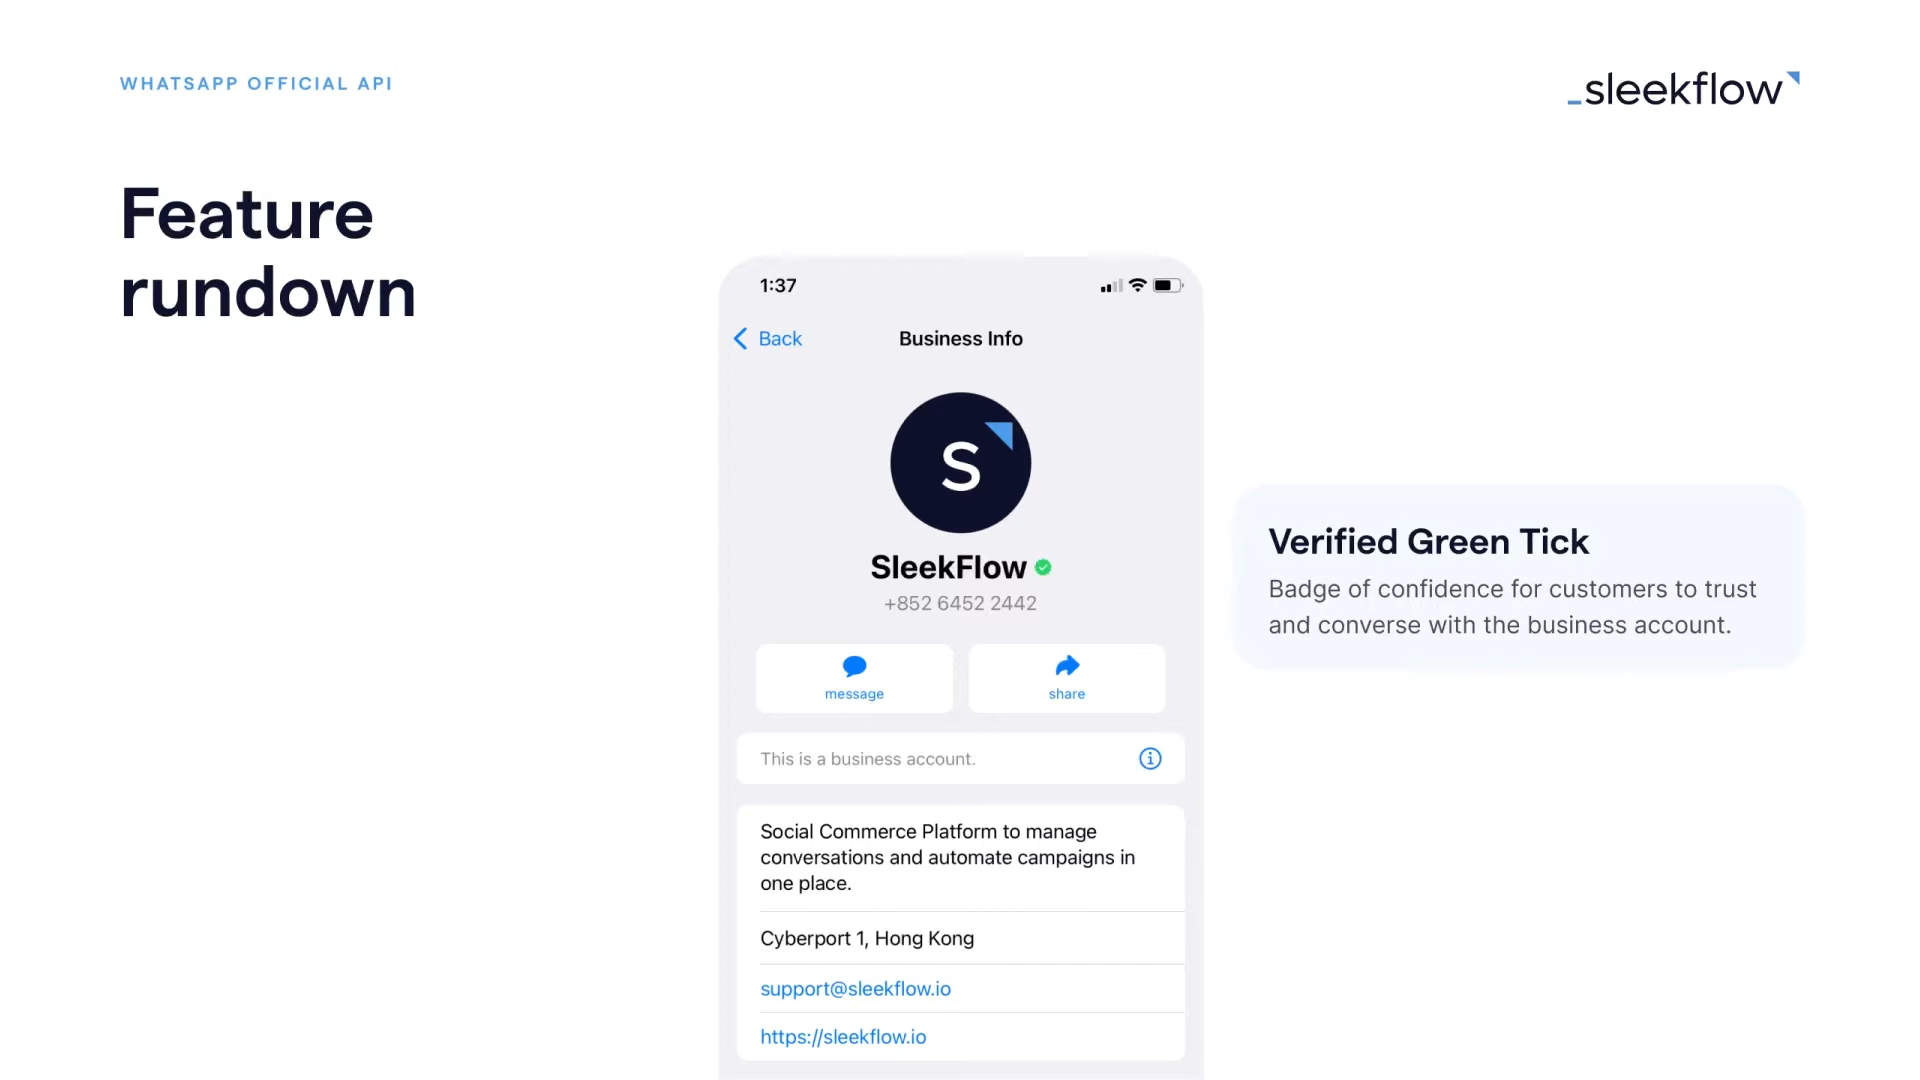 WHATSAPP OFFICIAL API
_sleekflow
Feature
rundown
1:37
Back
Business Info
S
SleekFlow
+852 6452 2442
message
share
This is a business account.
Social Commerce Platform to manage
conversations and automate campaigns in
one place.
Cyberport 1, Hong Kong
support@sleekflow.io
https://sleekflow.io
Verified Green Tick
Badge of confidence for customers to trust
and converse with the business account.